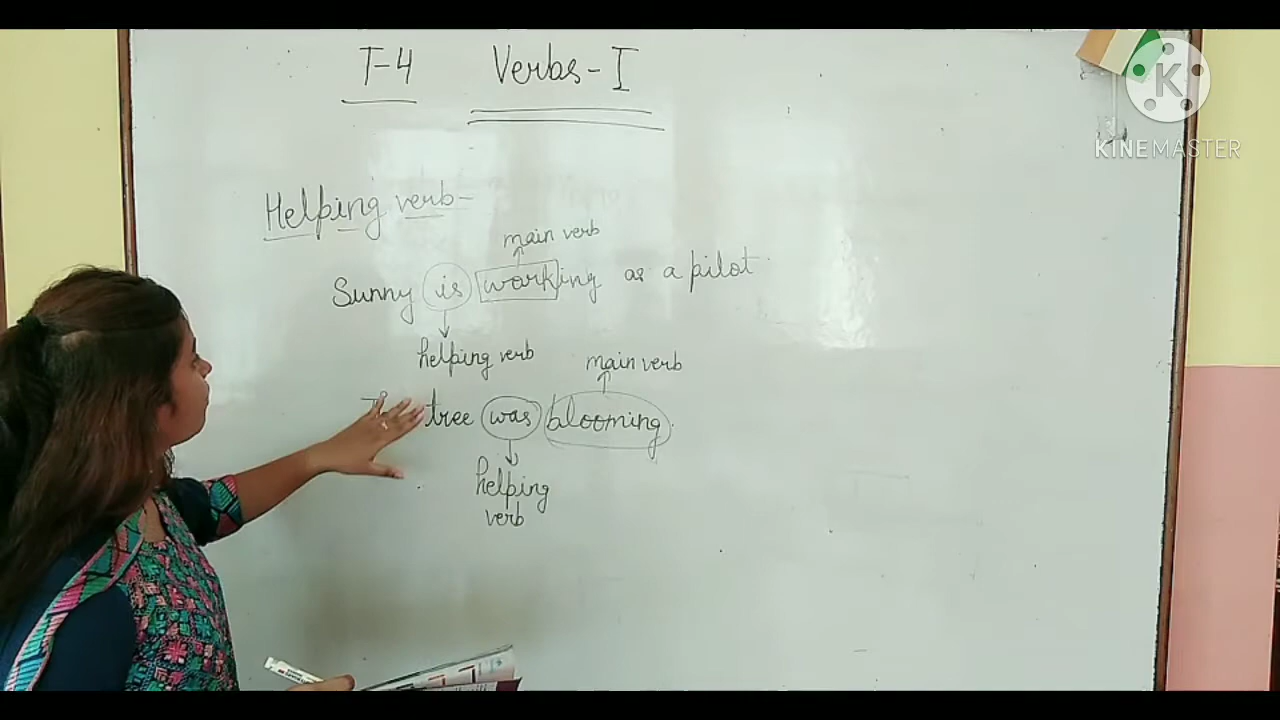 T-4 Verbs-I
KINEMASTER
Helping verb-
main verb
Sunny is working as a pilot
helping verb
main verb
tree was blooming.
helping
verb